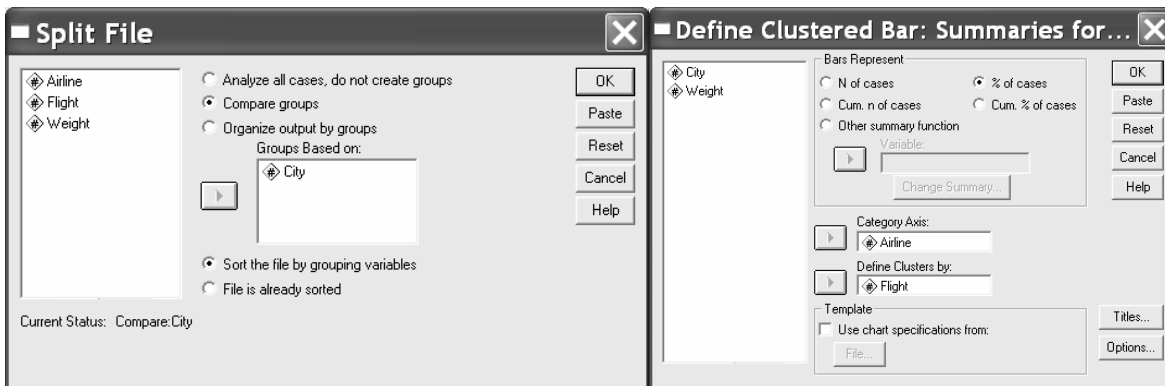 Split File
Airline
Flight
Weight
Analyze all cases, do not create groups
Compare groups
Organize output by groups
Groups Based on:
City
Sort the file by grouping variables
File is already sorted
OK
Paste
Reset
Cancel
Help
Current Status: Compare:City
Define Clustered Bar: Summaries for...
City
Weight
Bars Represent
N of cases
% of cases
Cum. n of cases
Cum. % of cases
Other summary function
Variable:
Change Summary...
Category Axis:
Airline
Define Clusters by:
Flight
Template
Use chart specifications from:
File...
OK
Paste
Reset
Cancel
Help
Titles...
Options...